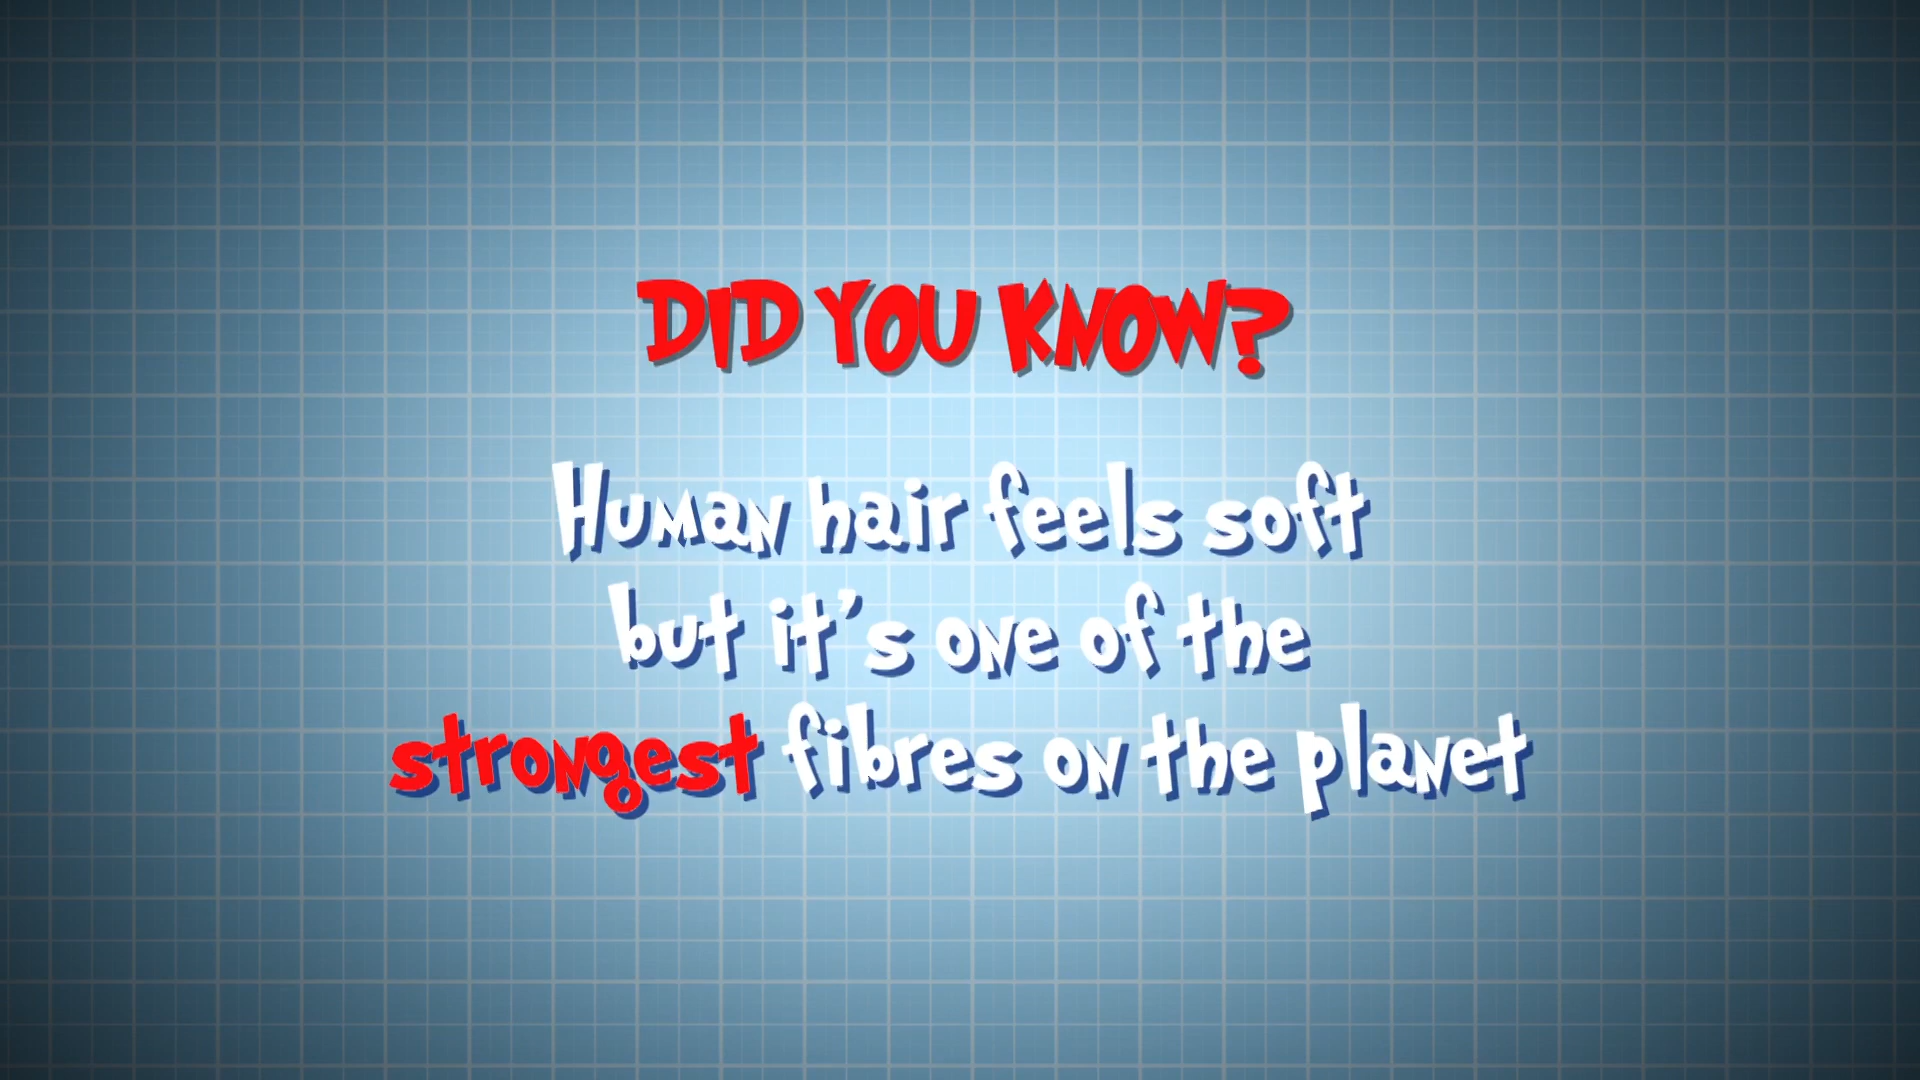 DID YOU KNOW?
Human hair feels soft
but it's one of the
strongest fibres on the planet